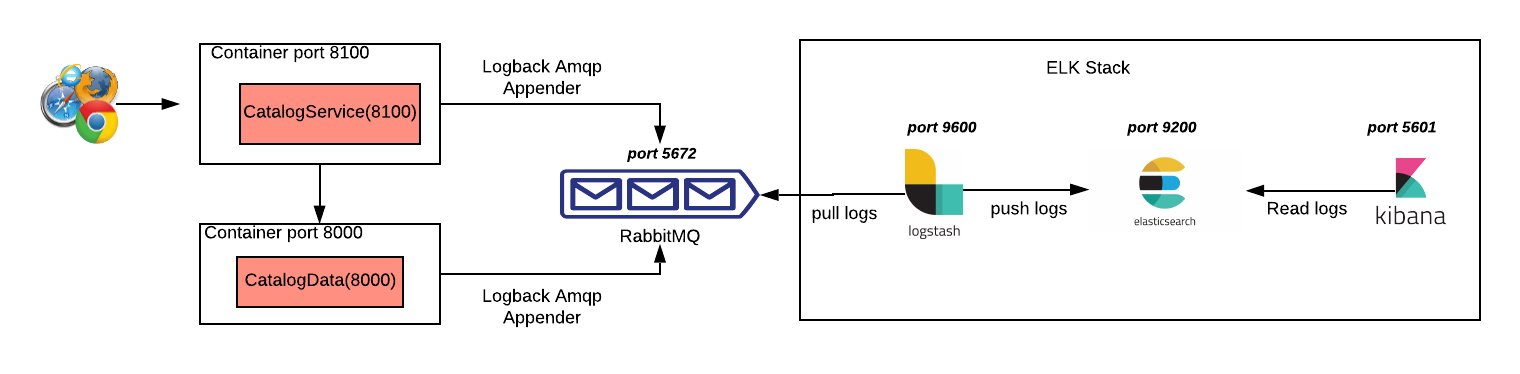 Container port 8100
CatalogService(8100)
Logback Amqp
Appender
port 5672
RabbitMQ
Container port 8000
CatalogData(8000)
Logback Amqp
Appender
ELK Stack
port 9600
logstash
pull logs
push logs
port 9200
elasticsearch
Read logs
port 5601
kibana